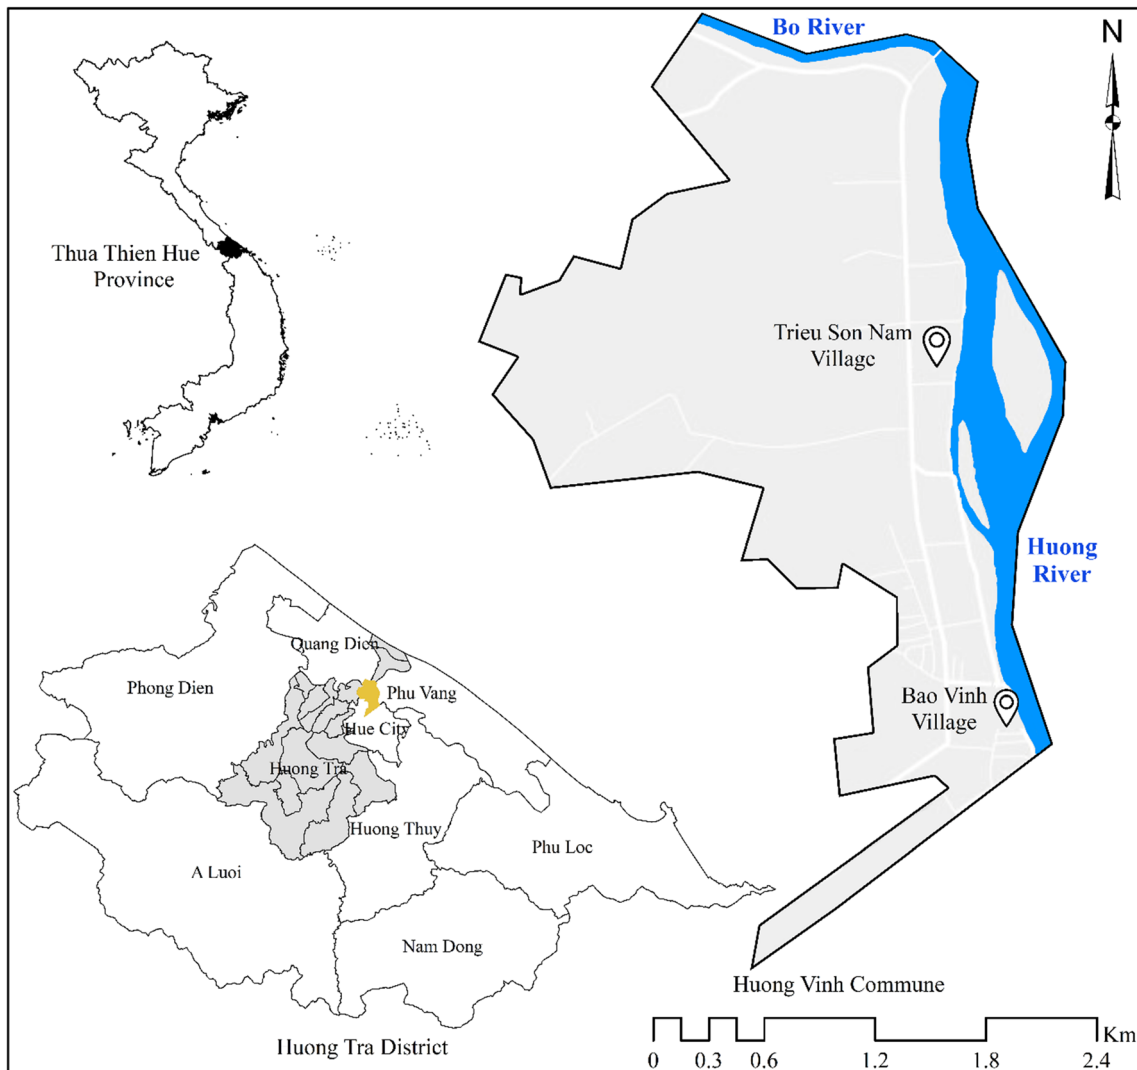 Bo River
N
Thua Thien Hue
Province
Trieu Son Nam
Village
Huong
River
Quang Dien
Phong Dien
Phu Vang
Bao Vinh
Village
Hue City
Huong Tra
Huong Thuy
Phu Loc
A Luoi
Nam Dong
Huong Vinh Commune
Huong Tra District
Km
0 0.3 0.6 1.2 1.8 2.4